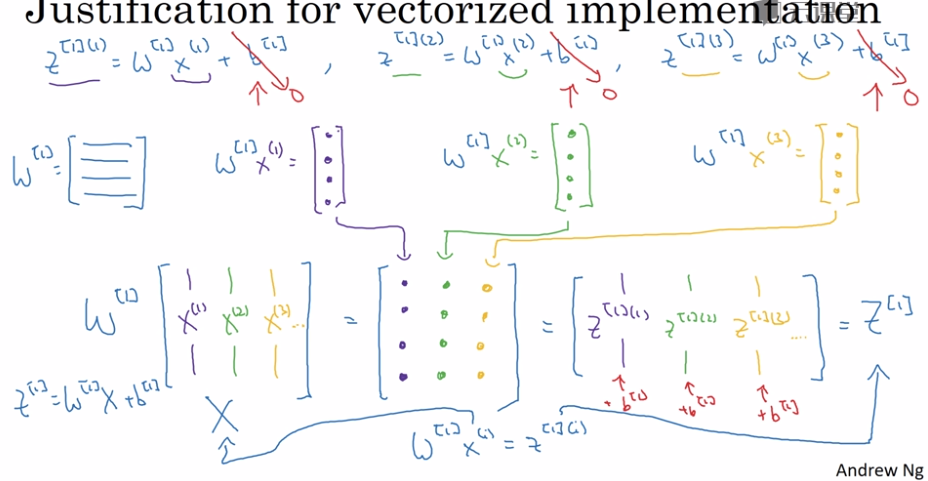 Justification for vectorized implementation
z^{[1](1)} = W^{[1]} x^{(1)} + b^{[1]} , z^{[1](2)} = W^{[1]} x^{(2)} + b^{[1]} , z^{[1](3)} = W^{[1]} x^{(3)} + b^{[1]}
0 0 0
W^{[1]} = [ ] W^{[1]} x^{(1)} = [ ] W^{[1]} x^{(2)} = [ ] W^{[1]} x^{(3)} = [ ]
W^{[1]} [ x^{(1)} x^{(2)} x^{(3)} ... ] = [ ] = [ z^{[1](1)} z^{[1](2)} z^{[1](3)} .... ] = Z^{[1]}
z^{[1]} = W^{[1]} X + b^{[1]}
X
+ b^{[1]} + b^{[1]} + b^{[1]}
W^{[1]} x^{(i)} = z^{[1](i)}
Andrew Ng